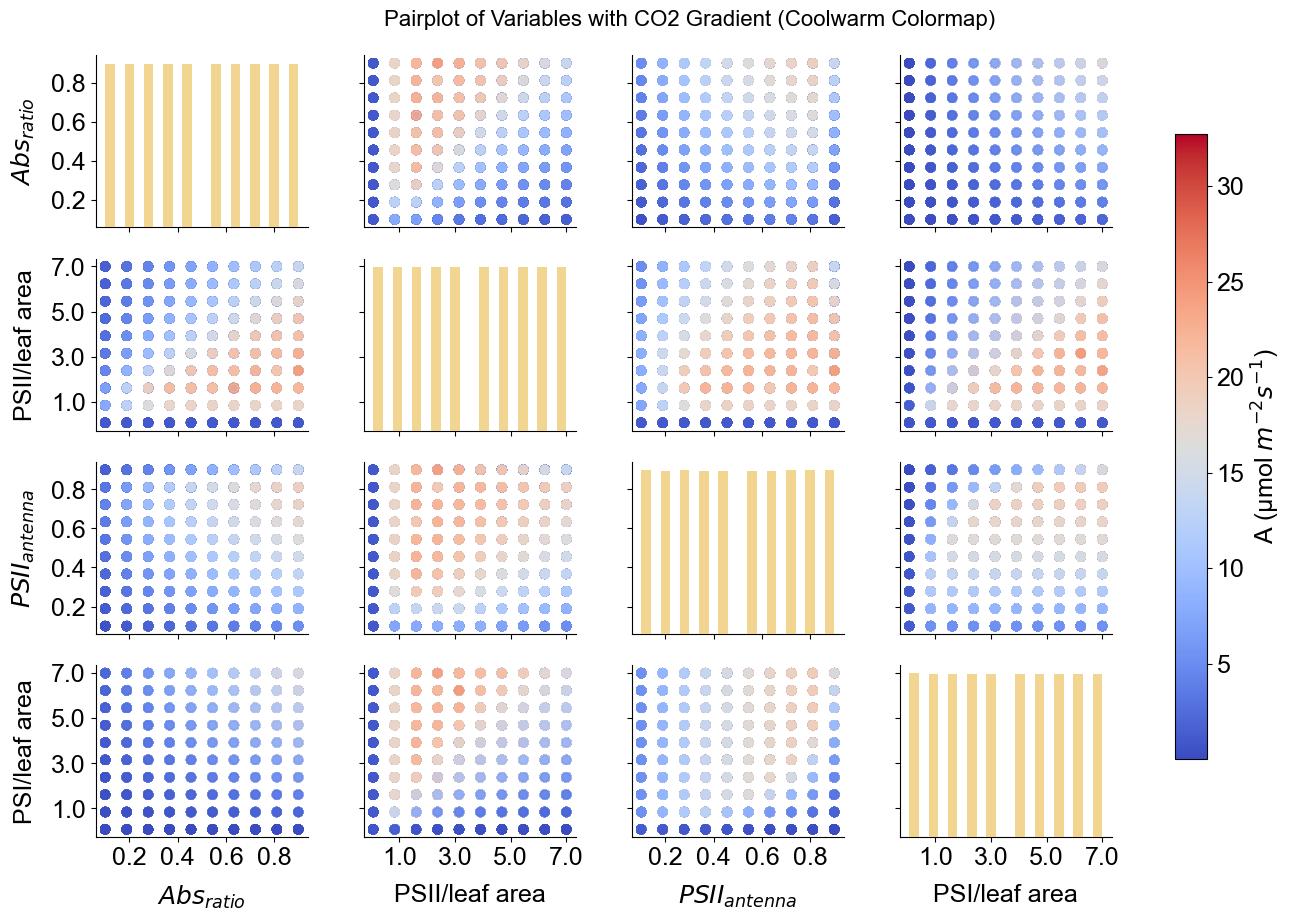 Pairplot of Variables with CO2 Gradient (Coolwarm Colormap)
Abs_ratio
0.8
0.6
0.4
0.2
PSII/leaf area
7.0
5.0
3.0
1.0
PSII_antenna
0.8
0.6
0.4
0.2
PSI/leaf area
7.0
5.0
3.0
1.0
0.2 0.4 0.6 0.8
1.0 3.0 5.0 7.0
0.2 0.4 0.6 0.8
1.0 3.0 5.0 7.0
Abs_ratio
PSII/leaf area
PSII_antenna
PSI/leaf area
30
25
20
15
10
5
A (μmol m⁻²s⁻¹)